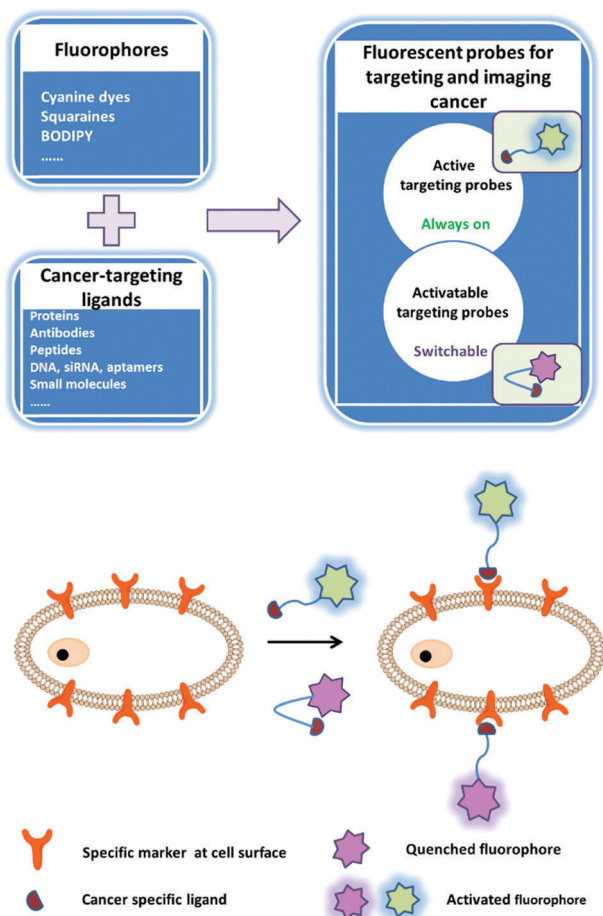 Fluorophores
Cyanine dyes
Squaraines
BODIPY
......
Cancer-targeting
ligands
Proteins
Antibodies
Peptides
DNA, siRNA, aptamers
Small molecules
......
Fluorescent probes for
targeting and imaging
cancer
Active
targeting probes
Always on
Activatable
targeting probes
Switchable
Specific marker at cell surface
Quenched fluorophore
Cancer specific ligand
Activated fluorophore